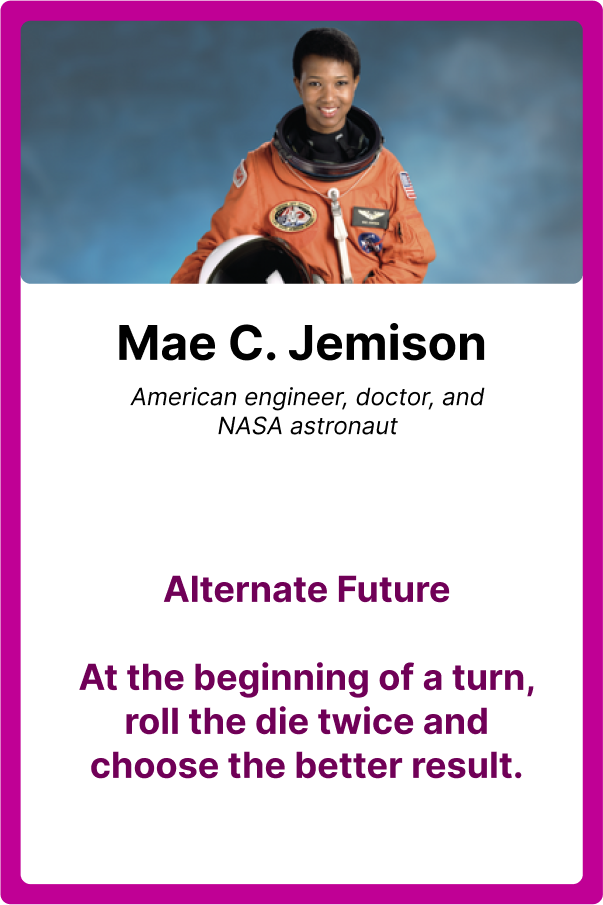 Mae C. Jemison
American engineer, doctor, and
NASA astronaut
Alternate Future
At the beginning of a turn,
roll the die twice and
choose the better result.